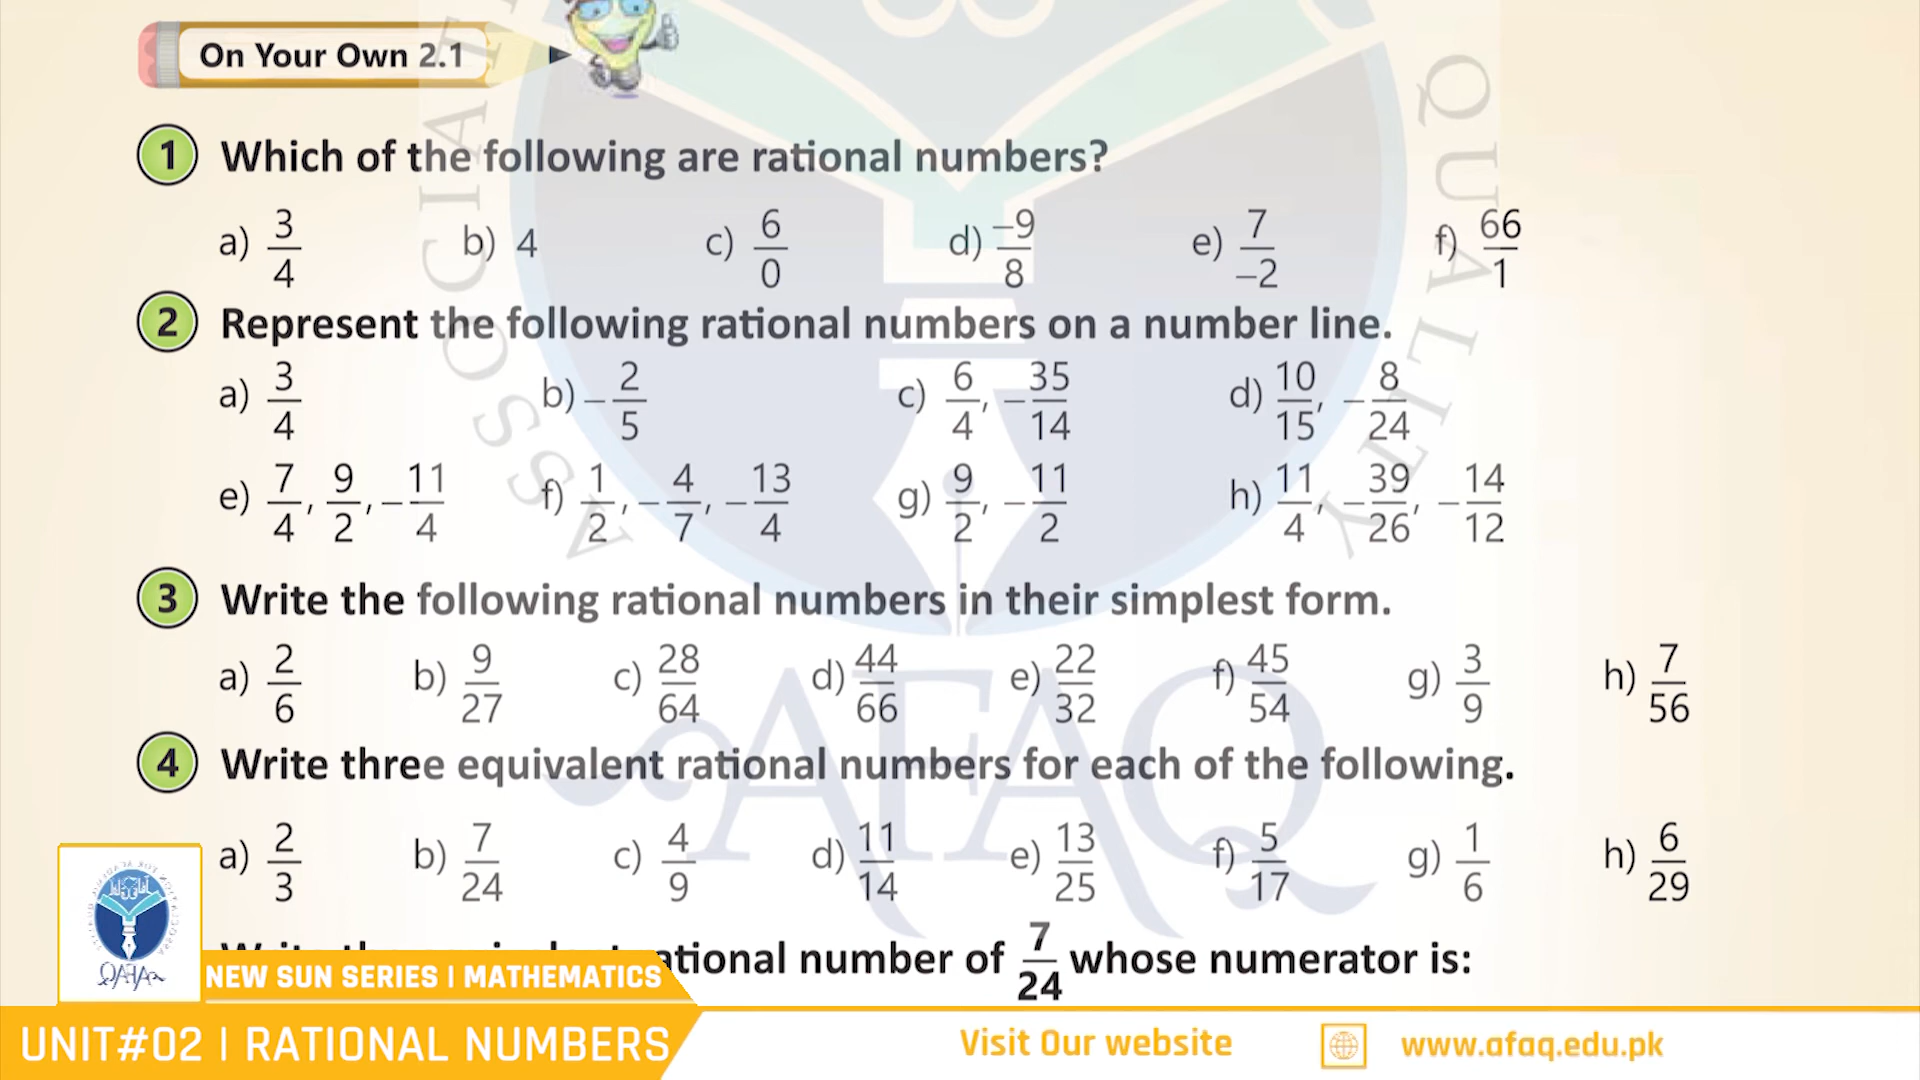 On Your Own 2.1
1 Which of the following are rational numbers?
a) 3/4 b) 4 c) 6/0 d) -9/8 e) 7/-2 f) 66/1
2 Represent the following rational numbers on a number line.
a) 3/4 b) -2/5 c) 6/4, -35/14 d) 10/15, -8/24
e) 7/4, 9/2, -11/4 f) 1/2, -4/7, -13/4 g) 9/2, -11/2 h) 11/4, -39/26, -14/12
3 Write the following rational numbers in their simplest form.
a) 2/6 b) 9/27 c) 28/64 d) 44/66 e) 22/32 f) 45/54 g) 3/9 h) 7/56
4 Write three equivalent rational numbers for each of the following.
a) 2/3 b) 7/24 c) 4/9 d) 11/14 e) 13/25 f) 5/17 g) 1/6 h) 6/29
number of 7/24 whose numerator is:
NEW SUN SERIES | MATHEMATICS
UNIT#02 | RATIONAL NUMBERS
Visit Our website www.afaq.edu.pk
AFAQ
QUALITY